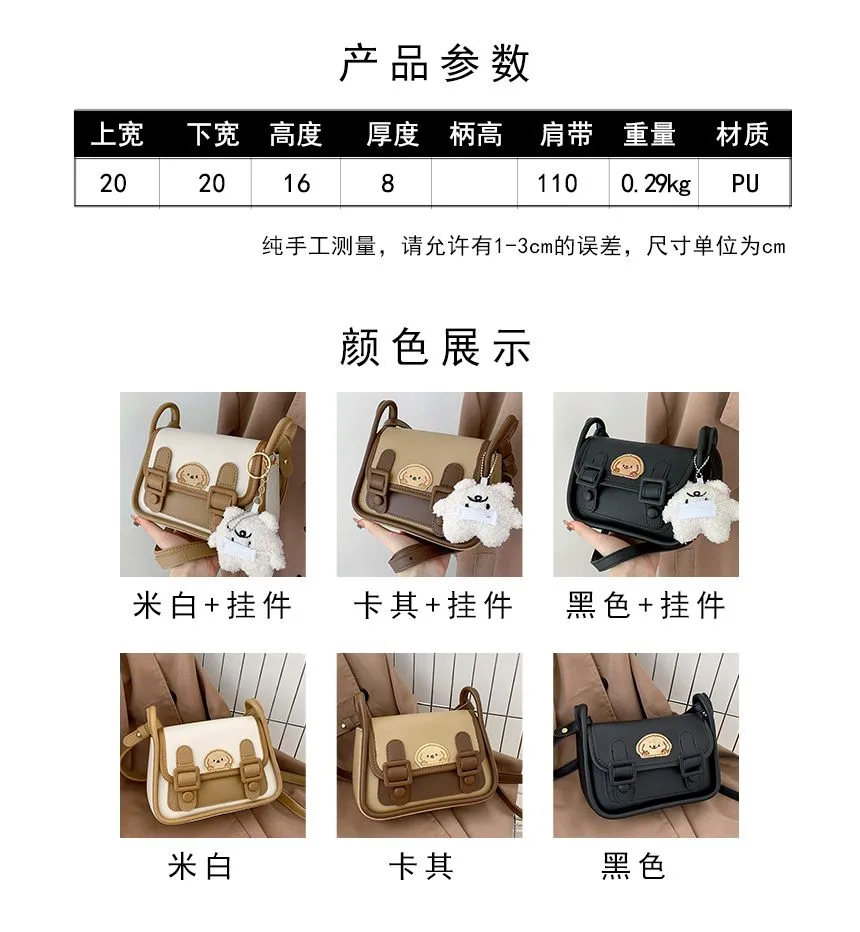 产品参数
上宽 下宽 高度 厚度 柄高 肩带 重量 材质
20 20 16 8 110 0.29kg PU
纯手工测量，请允许有1-3cm的误差，尺寸单位为cm
颜色展示
米白+挂件 卡其+挂件 黑色+挂件
米白 卡其 黑色